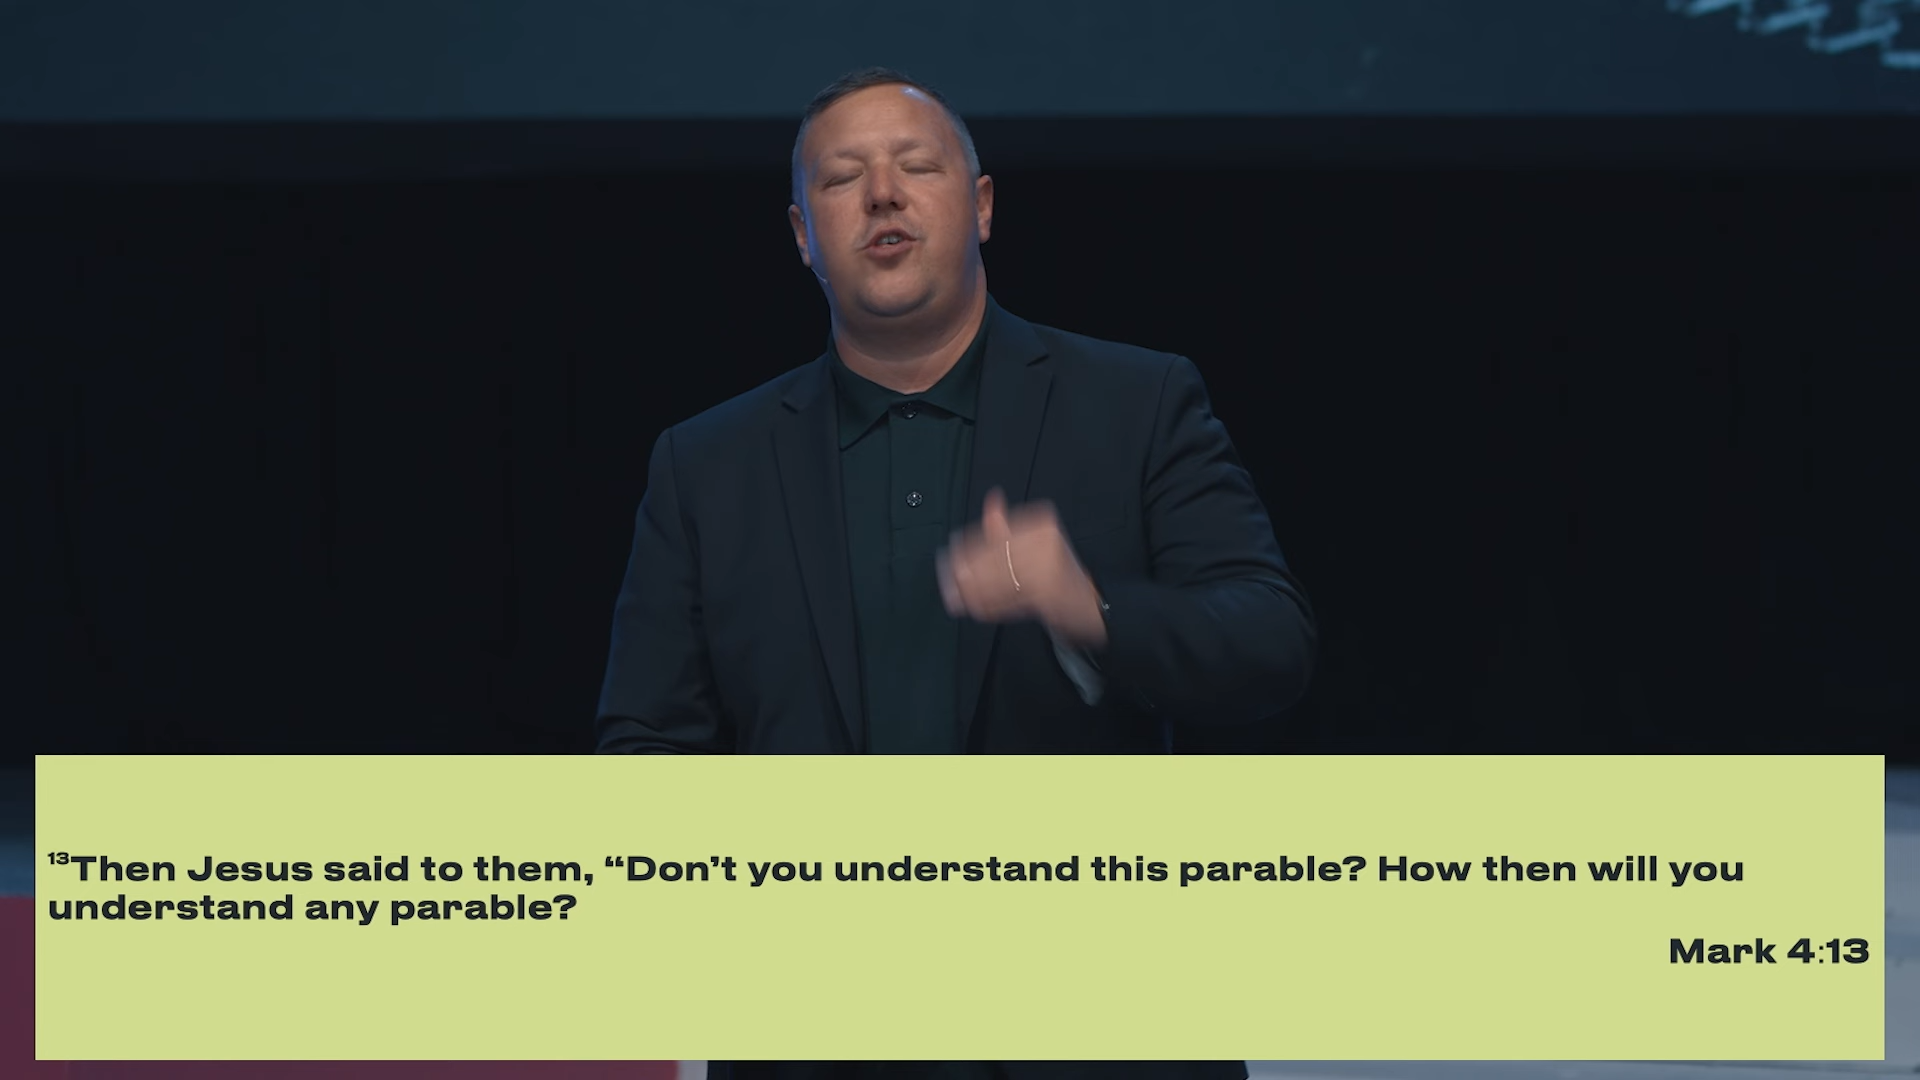 ¹³Then Jesus said to them, “Don’t you understand this parable? How then will you
understand any parable?
Mark 4:13